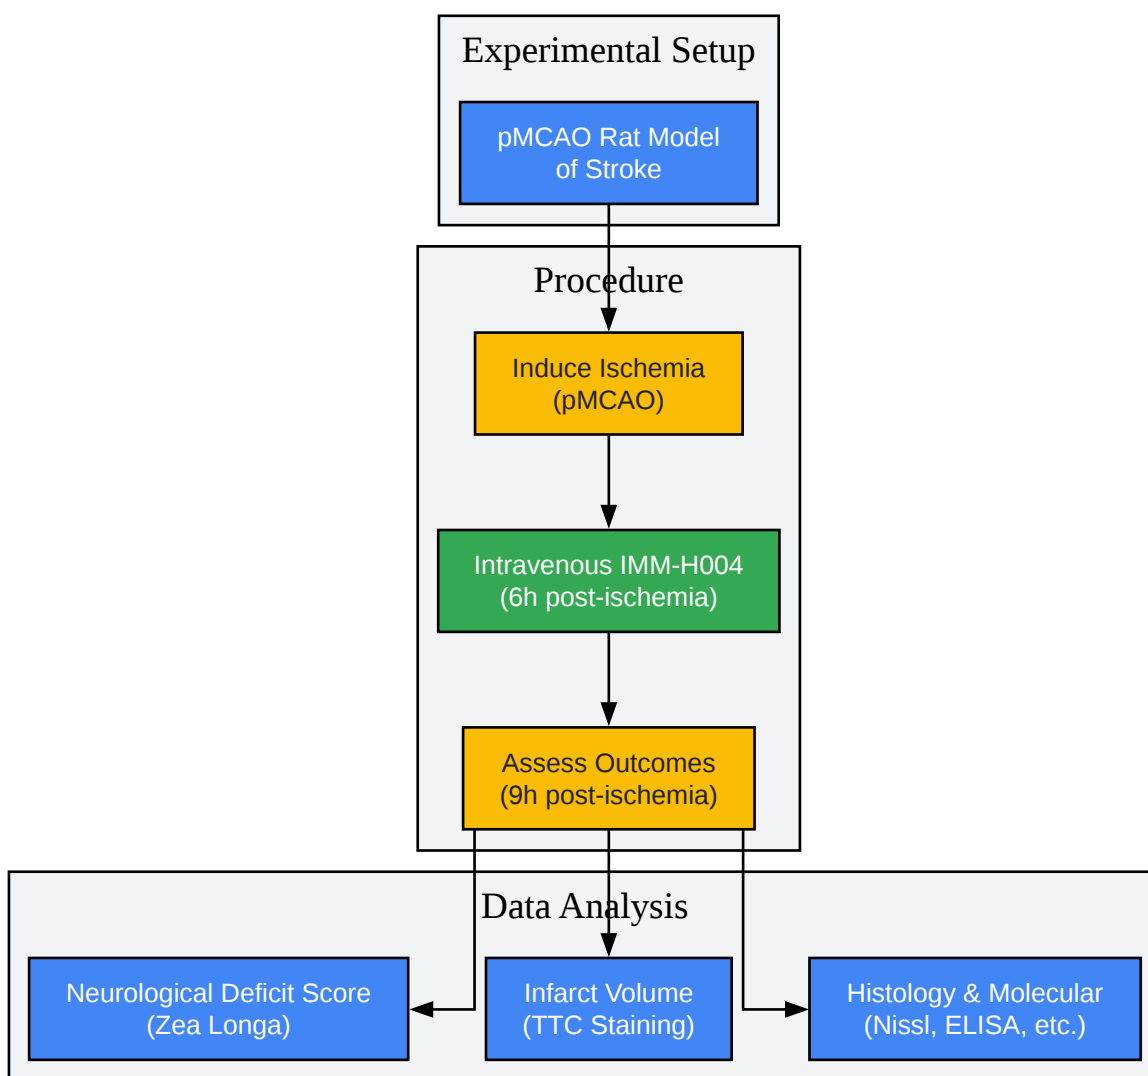 Experimental Setup
pMCAO Rat Model
of Stroke
Procedure
Induce Ischemia
(pMCAO)
Intravenous IMM-H004
(6h post-ischemia)
Assess Outcomes
(9h post-ischemia)
Data Analysis
Neurological Deficit Score
(Zea Longa)
Infarct Volume
(TTC Staining)
Histology & Molecular
(Nissl, ELISA, etc.)